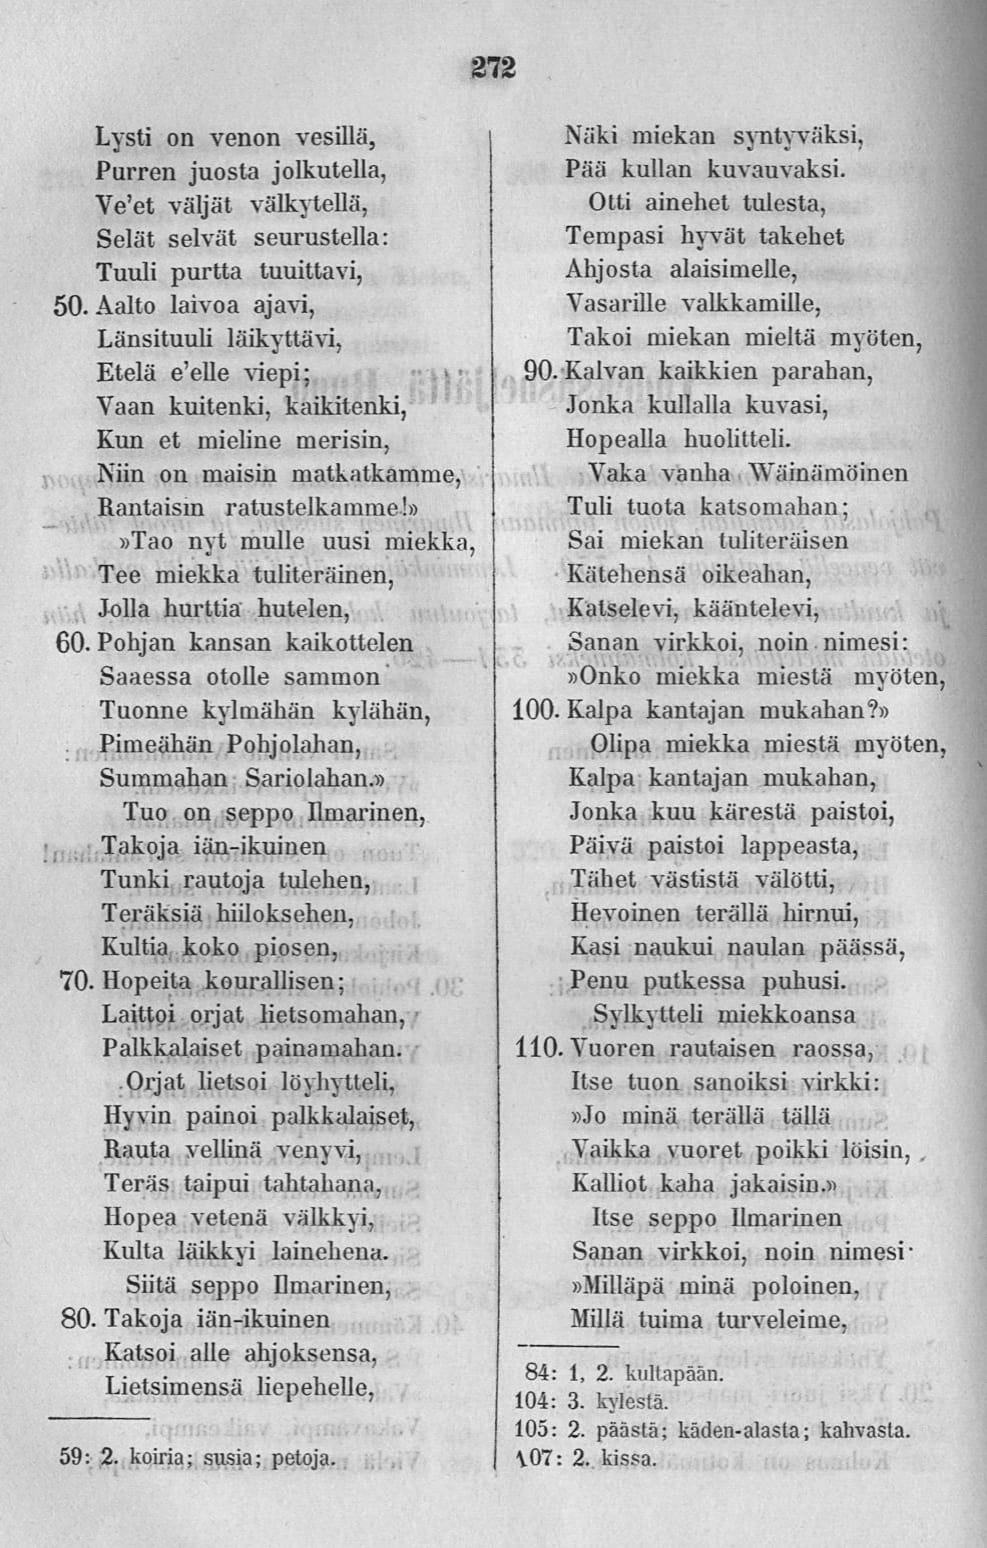 272
Lysti on venon vesillä,
Purren juosta jolkutella,
Ve'et väljät välkytellä,
Selät selvät seurustella:
Tuuli purtta tuuittavi,
50. Aalto laivoa ajavi,
Länsituuli läikyttävi,
Etelä e'elle viepi;
Vaan kuitenki, kaikitenki,
Kun et mieline merisin,
Niin on maisin matkatkamme,
Rantaisin ratustelkamme!»
»Tao nyt mulle uusi miekka,
Tee miekka tuliteräinen,
Jolla hurttia hutelen,
60. Pohjan kansan kaikottelen
Saaessa otolle sammon
Tuonne kylmähän kylähän,
Pimeähän Pohjolahan,
Summahan Sariolahan.»
Tuo on seppo Ilmarinen,
Takoja iän-ikuinen
Tunki rautoja tulehen,
Teräksiä hiiloksehen,
Kultia koko piosen,
70. Hopeita kourallisen;
Laittoi orjat lietsomahan,
Palkkalaiset painamahan.
Orjat lietsoi löyhytteli,
Hyvin painoi palkkalaiset,
Rauta vellinä venyvi,
Teräs taipui tahtahana,
Hopea vetenä välkkyi,
Kulta läikkyi lainehena.
Siitä seppo Ilmarinen,
80. Takoja iän-ikuinen
Katsoi alle ahjoksensa,
Lietsimensä liepehelle,
59: 2. koiria; susia; petoja.
Näki miekan syntyväksi,
Pää kullan kuvauvaksi.
Otti ainehet tulesta,
Tempasi hyvät takehet
Ahjosta alaisimelle,
Vasarille valkkamille,
Takoi miekan mieltä myöten,
90. Kalvan kaikkien parahan,
Jonka kullalla kuvasi,
Hopealla huolitteli.
Vaka vanha Wäinämöinen
Tuli tuota katsomahan;
Sai miekan tuliteräisen
Kätehensä oikeahan,
Katselevi, kääntelevi,
Sanan virkkoi, noin nimesi:
»Onko miekka miestä myöten,
100. Kalpa kantajan mukahan?»
Olipa miekka miestä myöten,
Kalpa kantajan mukahan,
Jonka kuu kärestä paistoi,
Päivä paistoi lappeasta,
Tähet västistä välötti,
Hevoinen terällä hirnui,
Kasi naukui naulan päässä,
Penu putkessa puhusi.
Sylkytteli miekkoansa
110. Vuoren rautaisen raossa,
Itse tuon sanoiksi virkki:
»Jo minä terällä tällä
Vaikka vuoret poikki löisin,
Kalliot kaha jakaisin.»
Itse seppo Ilmarinen
Sanan virkkoi, noin nimesi·
»Milläpä minä poloinen,
Millä tuima turveleime,
84: 1, 2. kultapään.
104: 3. kylestä.
105: 2. päästä; käden-alasta; kahvasta.
107: 2. kissa.